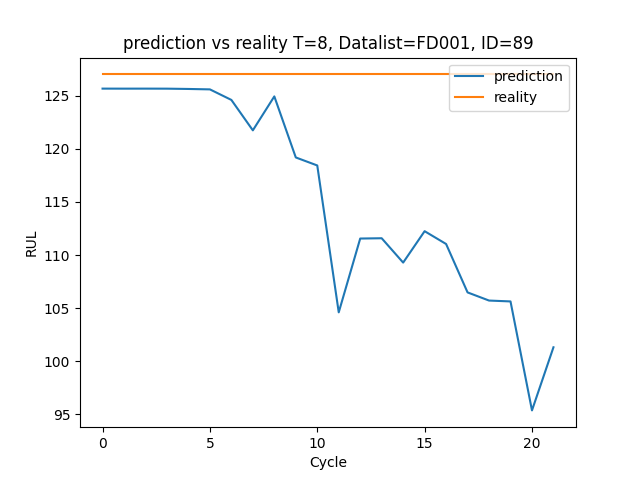 prediction vs reality T=8, Datalist=FD001, ID=89
prediction
reality
RUL
125
120
115
110
105
100
95
0 5 10 15 20
Cycle